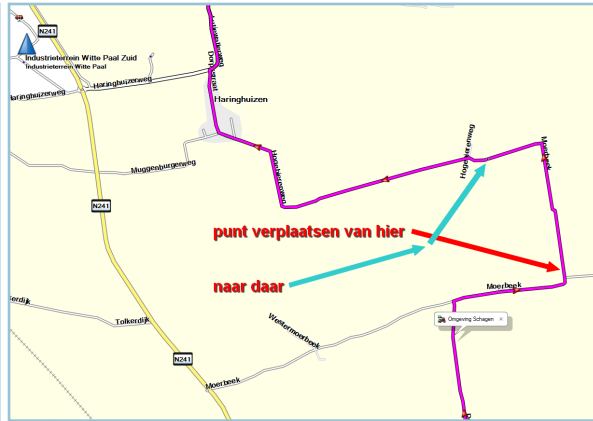 N241
Industrieterrein Witte Paal Zuid
Industrieterrein Witte Paal
Haringhuizerweg
Haringhuizerweg
Dorpsstraat
Haringhuizen
Hogebierenweg
Moerbeek
Muggenburgerweg
N241
punt verplaatsen van hier
naar daar
Moerbeek
Omgeving Schagen
Tolkerdijk
Westermoerbeek
N241
Moerbeek